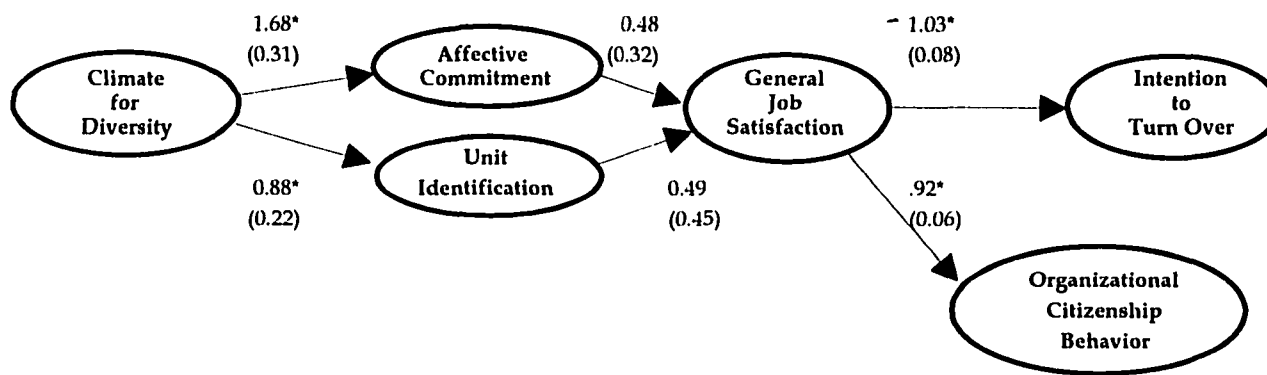 1.68*
(0.31)
0.48
(0.32)
– 1.03*
(0.08)
Climate
for
Diversity
Affective
Commitment
General
Job
Satisfaction
Intention
to
Turn Over
Unit
Identification
0.88*
(0.22)
0.49
(0.45)
.92*
(0.06)
Organizational
Citizenship
Behavior